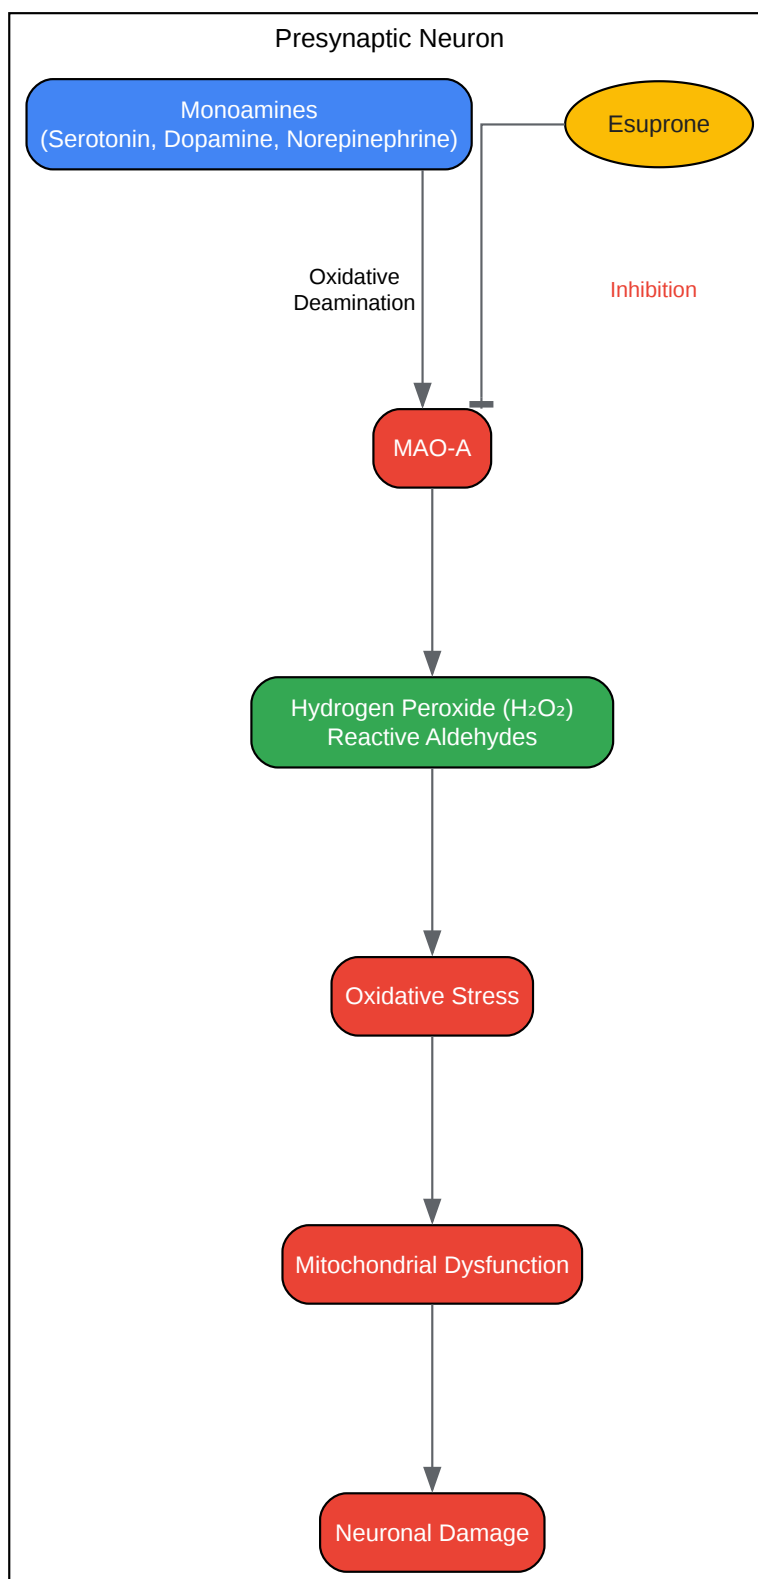 Presynaptic Neuron
Monoamines
(Serotonin, Dopamine, Norepinephrine)
Esuprone
Oxidative
Deamination
Inhibition
MAO-A
Hydrogen Peroxide (H₂O₂)
Reactive Aldehydes
Oxidative Stress
Mitochondrial Dysfunction
Neuronal Damage